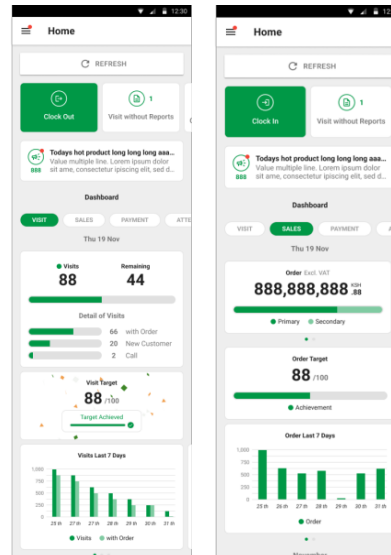 12:30
Home
REFRESH
Clock Out
1
Visit without Reports
Todays hot product long long long aaa...
Value multiple line. Lorem ipsum dolor
sit ame, consectetur ipiscing elit, sed d...
888
Dashboard
VISIT SALES PAYMENT ATTE
Thu 19 Nov
Visits Remaining
88 44
Detail of Visits
66 with Order
20 New Customer
2 Call
Visit Target
88 /100
Target Achieved
Visits Last 7 Days
1,000
750
500
250
0
25 th 27 th 27 th 28 th 29 th 30 th 31 th
Visits with Order
12
Home
REFRESH
Clock In
1
Visit without Reports
Todays hot product long long long aaa...
Value multiple line. Lorem ipsum dolor
sit ame, consectetur ipiscing elit, sed d...
888
Dashboard
VISIT SALES PAYMENT A
Thu 19 Nov
Order Excl. VAT
888,888,888 KSH .88
Primary Secondary
Order Target
88 /100
Achievement
Order Last 7 Days
1,000
750
500
250
0
25 th 26 th 27 th 28 th 29 th 30 th 31 th
Order
November